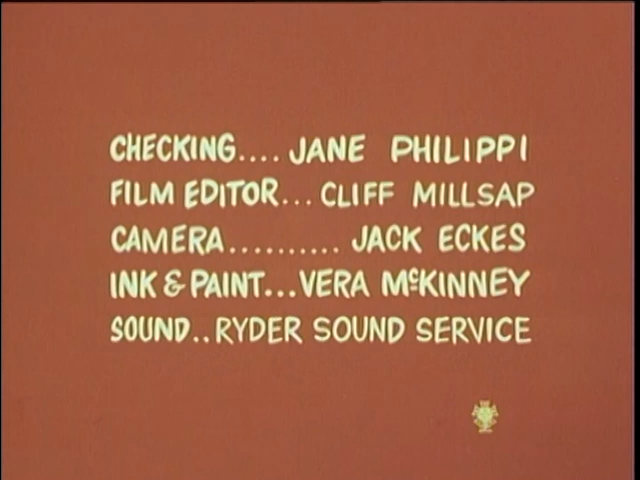 CHECKING.... JANE PHILIPPI
FILM EDITOR... CLIFF MILLSAP
CAMERA.......... JACK ECKES
INK & PAINT...VERA McKINNEY
SOUND..RYDER SOUND SERVICE